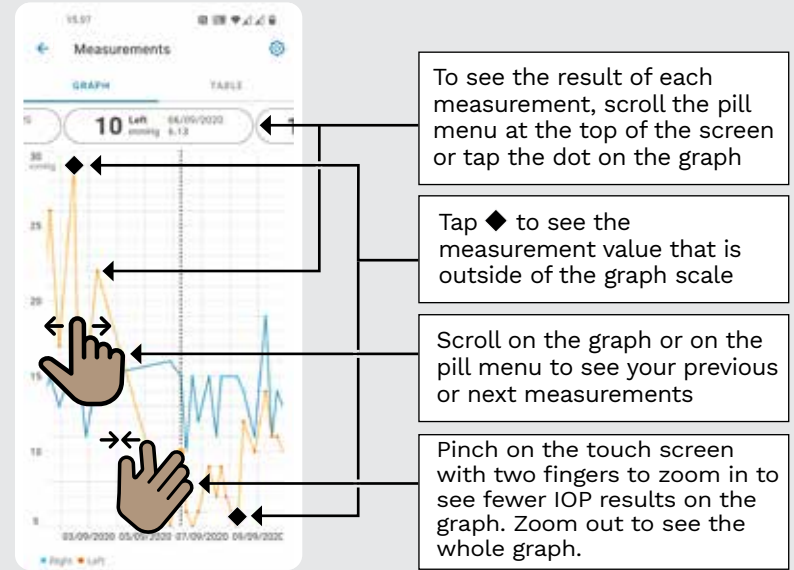 15.07
Measurements
GRAPH TABLE
10 Left mmHg 06/09/2020 6.13
30
mmHg
25
20
15
10
5
03/09/2020 05/09/2020 07/09/2020 09/09/2020
Right Left
To see the result of each
measurement, scroll the pill
menu at the top of the screen
or tap the dot on the graph
Tap ◆ to see the
measurement value that is
outside of the graph scale
Scroll on the graph or on the
pill menu to see your previous
or next measurements
Pinch on the touch screen
with two fingers to zoom in to
see fewer IOP results on the
graph. Zoom out to see the
whole graph.